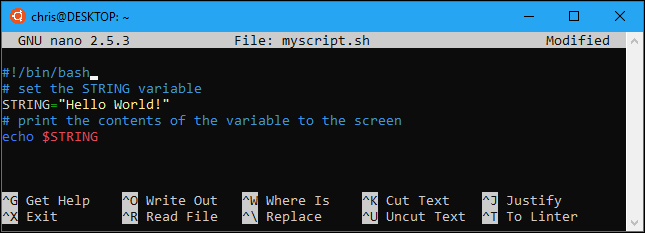 chris@DESKTOP: ~
GNU nano 2.5.3 File: myscript.sh Modified
#!/bin/bash
# set the STRING variable
STRING="Hello World!"
# print the contents of the variable to the screen
echo $STRING
^G Get Help ^O Write Out ^W Where Is ^K Cut Text ^J Justify
^X Exit ^R Read File ^\ Replace ^U Uncut Text ^T To Linter